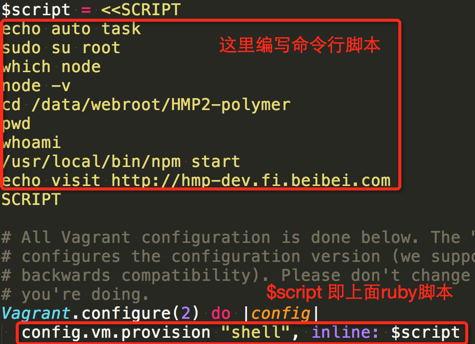 $script = <<SCRIPT
echo auto task
sudo su root
which node
node -v
cd /data/webroot/HMP2-polymer
pwd
whoami
/usr/local/bin/npm start
echo visit http://hmp-dev.fi.beibei.com
SCRIPT
这里编写命令行脚本
# All Vagrant configuration is done below. The "
# configures the configuration version (we suppo
# backwards compatibility). Please don't change
# you're doing.
$script 即上面ruby脚本
Vagrant.configure(2) do |config|
config.vm.provision "shell", inline: $script